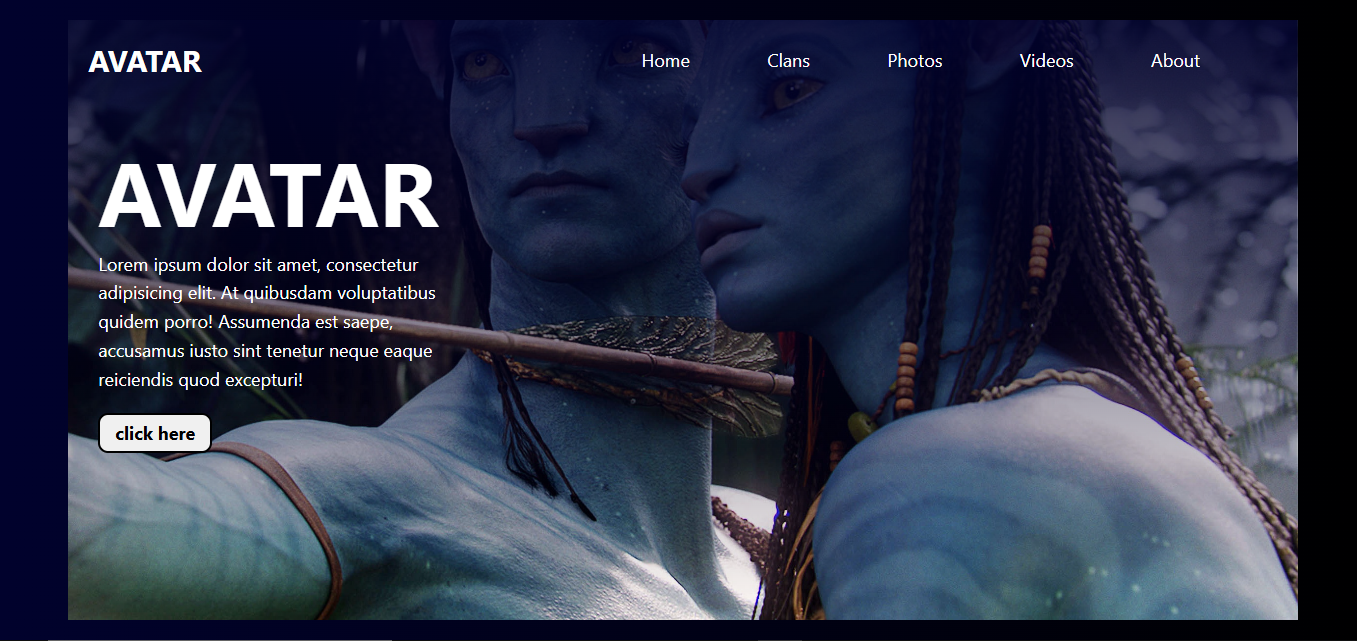 AVATAR
Home Clans Photos Videos About
AVATAR
Lorem ipsum dolor sit amet, consectetur
adipisicing elit. At quibusdam voluptatibus
quidem porro! Assumenda est saepe,
accusamus iusto sint tenetur neque eaque
reiciendis quod excepturi!
click here